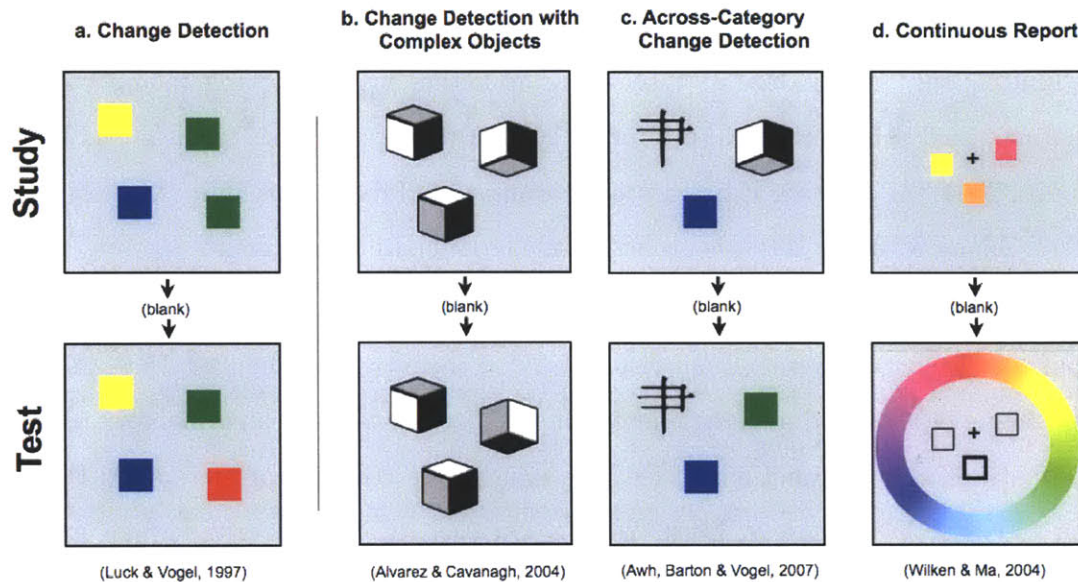 a. Change Detection
b. Change Detection with
Complex Objects
c. Across-Category
Change Detection
d. Continuous Report
Study
(blank)
(blank)
(blank)
(blank)
Test
(Luck & Vogel, 1997)
(Alvarez & Cavanagh, 2004)
(Awh, Barton & Vogel, 2007)
(Wilken & Ma, 2004)